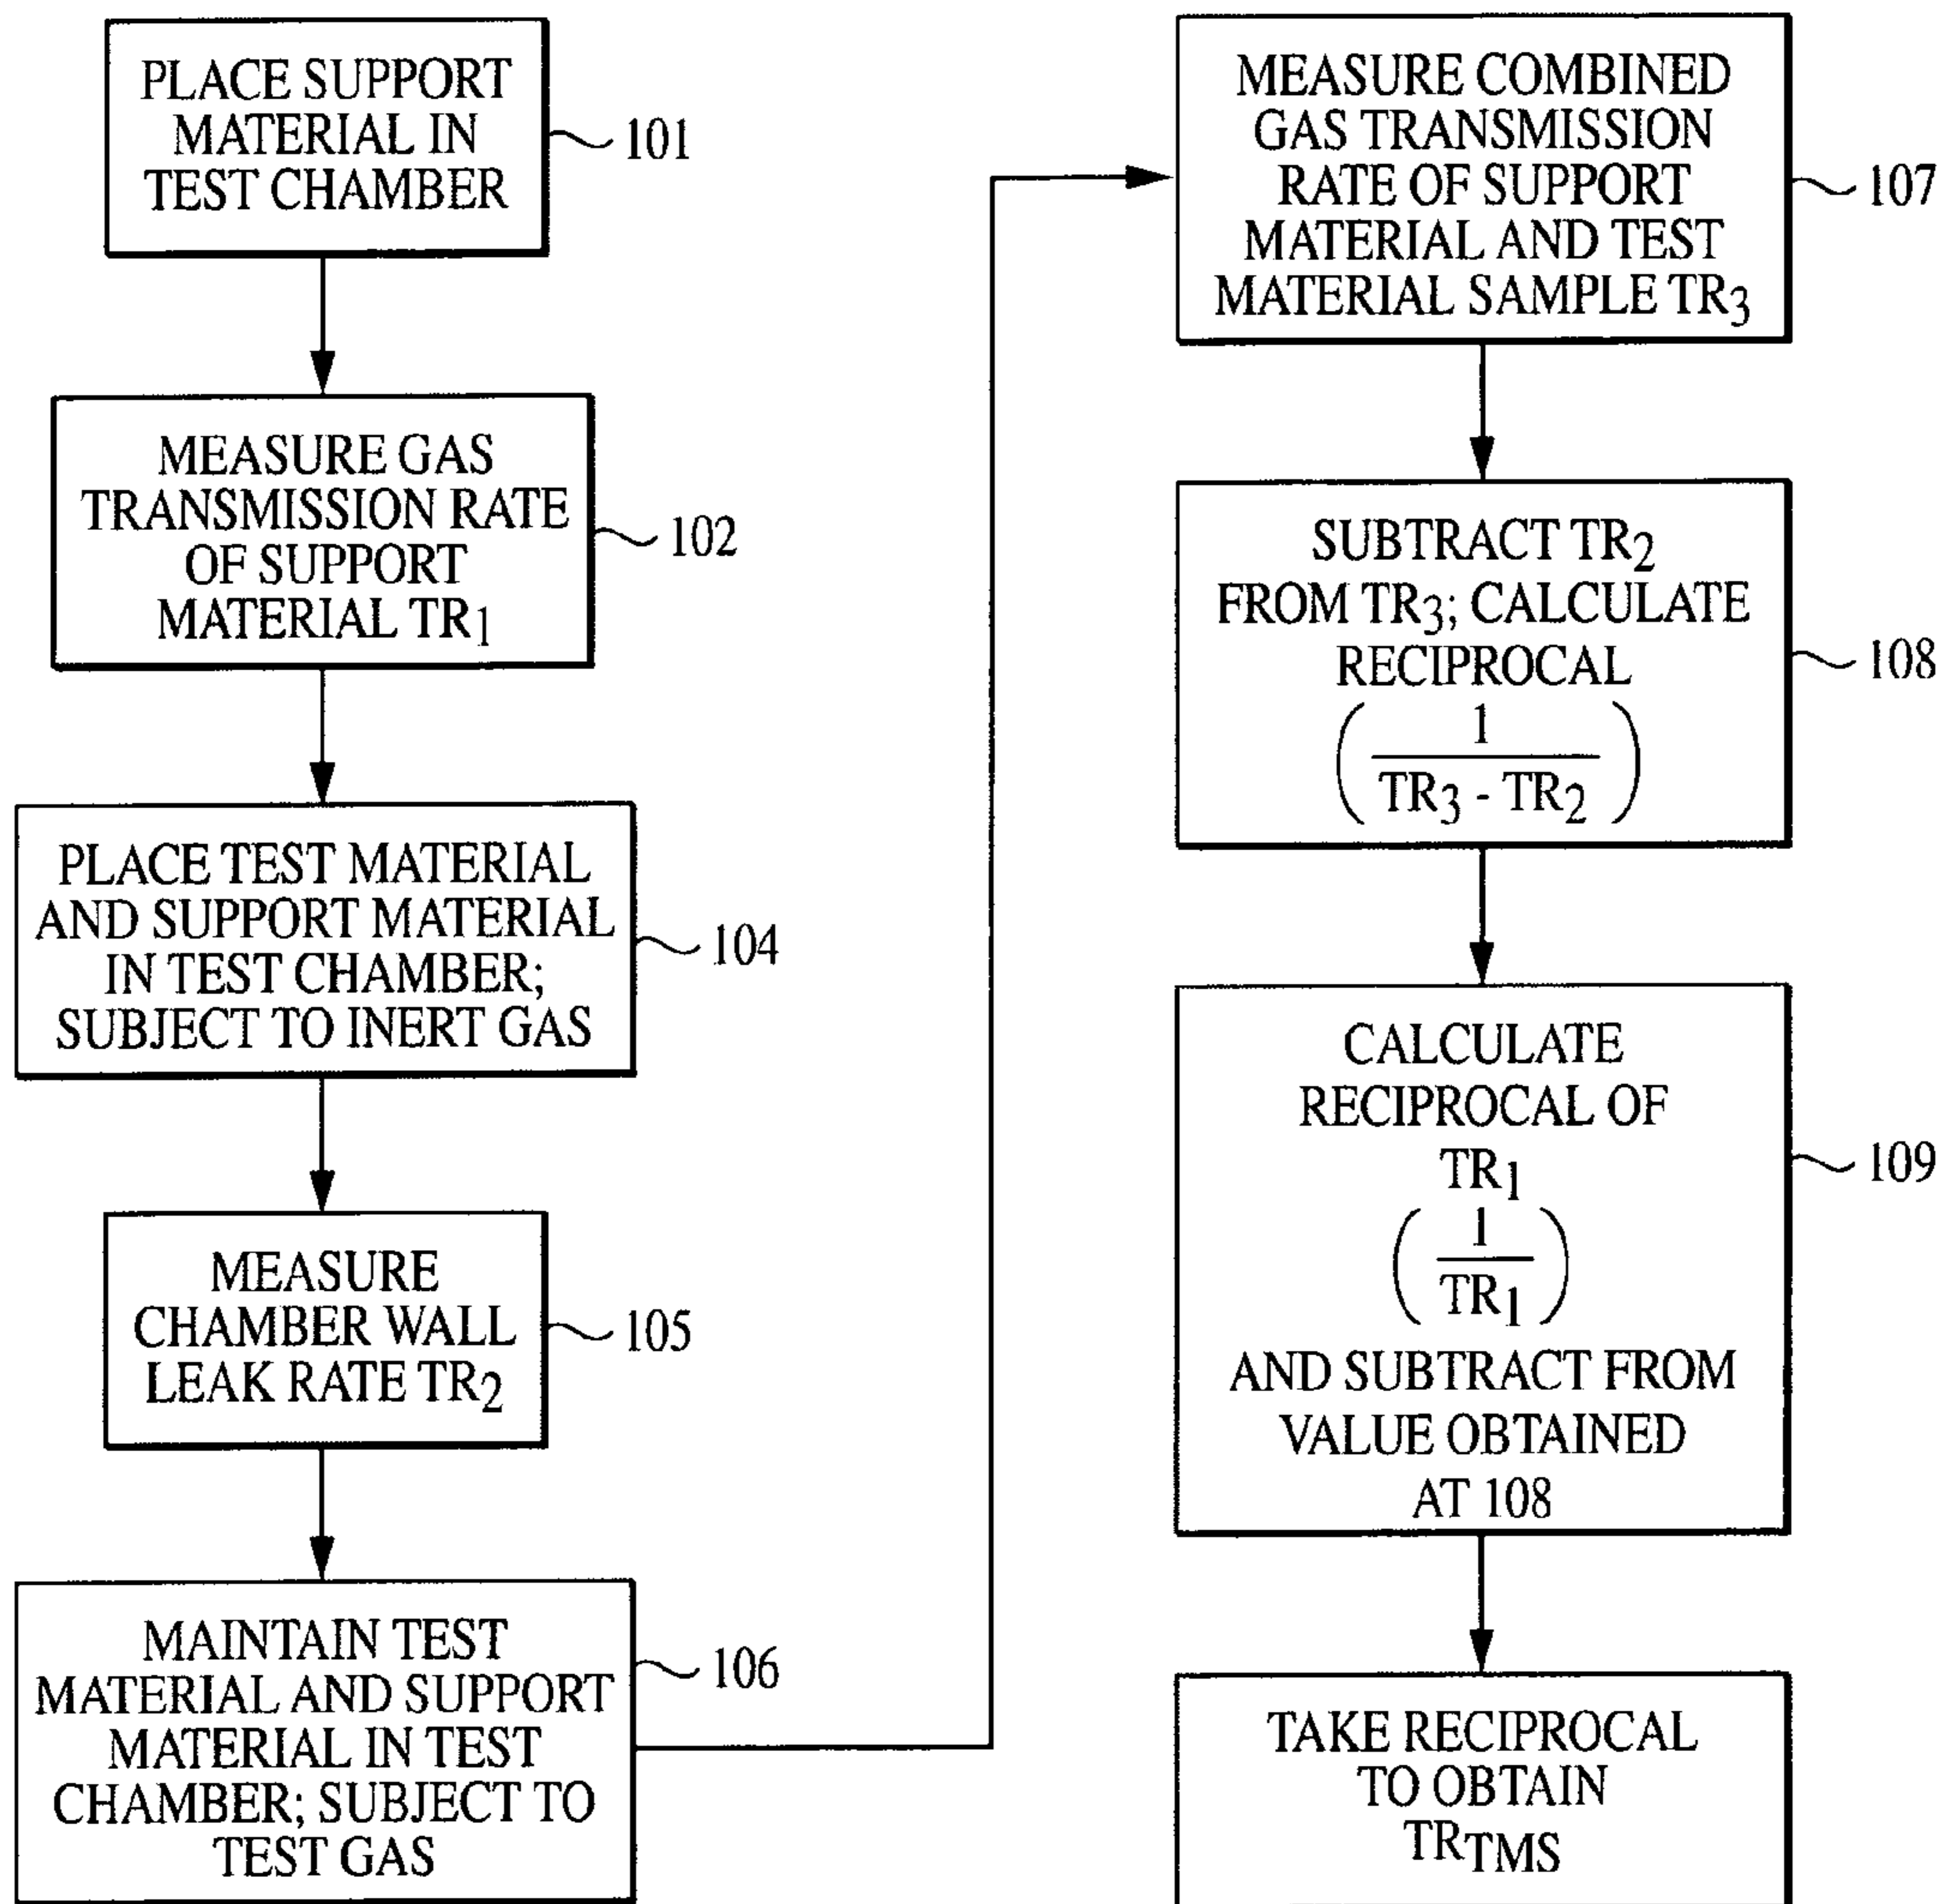 PLACE SUPPORT
MATERIAL IN
TEST CHAMBER
101
MEASURE GAS
TRANSMISSION RATE
OF SUPPORT
MATERIAL TR1
102
PLACE TEST MATERIAL
AND SUPPORT MATERIAL
IN TEST CHAMBER;
SUBJECT TO INERT GAS
104
MEASURE
CHAMBER WALL
LEAK RATE TR2
105
MAINTAIN TEST
MATERIAL AND SUPPORT
MATERIAL IN TEST
CHAMBER; SUBJECT TO
TEST GAS
106
MEASURE COMBINED
GAS TRANSMISSION
RATE OF SUPPORT
MATERIAL AND TEST
MATERIAL SAMPLE TR3
107
SUBTRACT TR2
FROM TR3; CALCULATE
RECIPROCAL
( 1
TR3 - TR2 )
108
CALCULATE
RECIPROCAL OF
TR1
( 1
TR1 )
AND SUBTRACT FROM
VALUE OBTAINED
AT 108
109
TAKE RECIPROCAL
TO OBTAIN
TRTMS